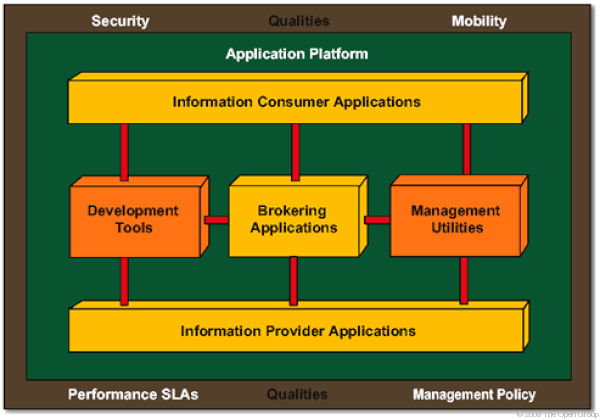 Security Qualities Mobility
Application Platform
Information Consumer Applications
Development Brokering Management
Tools Applications Utilities
Information Provider Applications
Performance SLAs Qualities Management Policy
© 2008 The Open Group